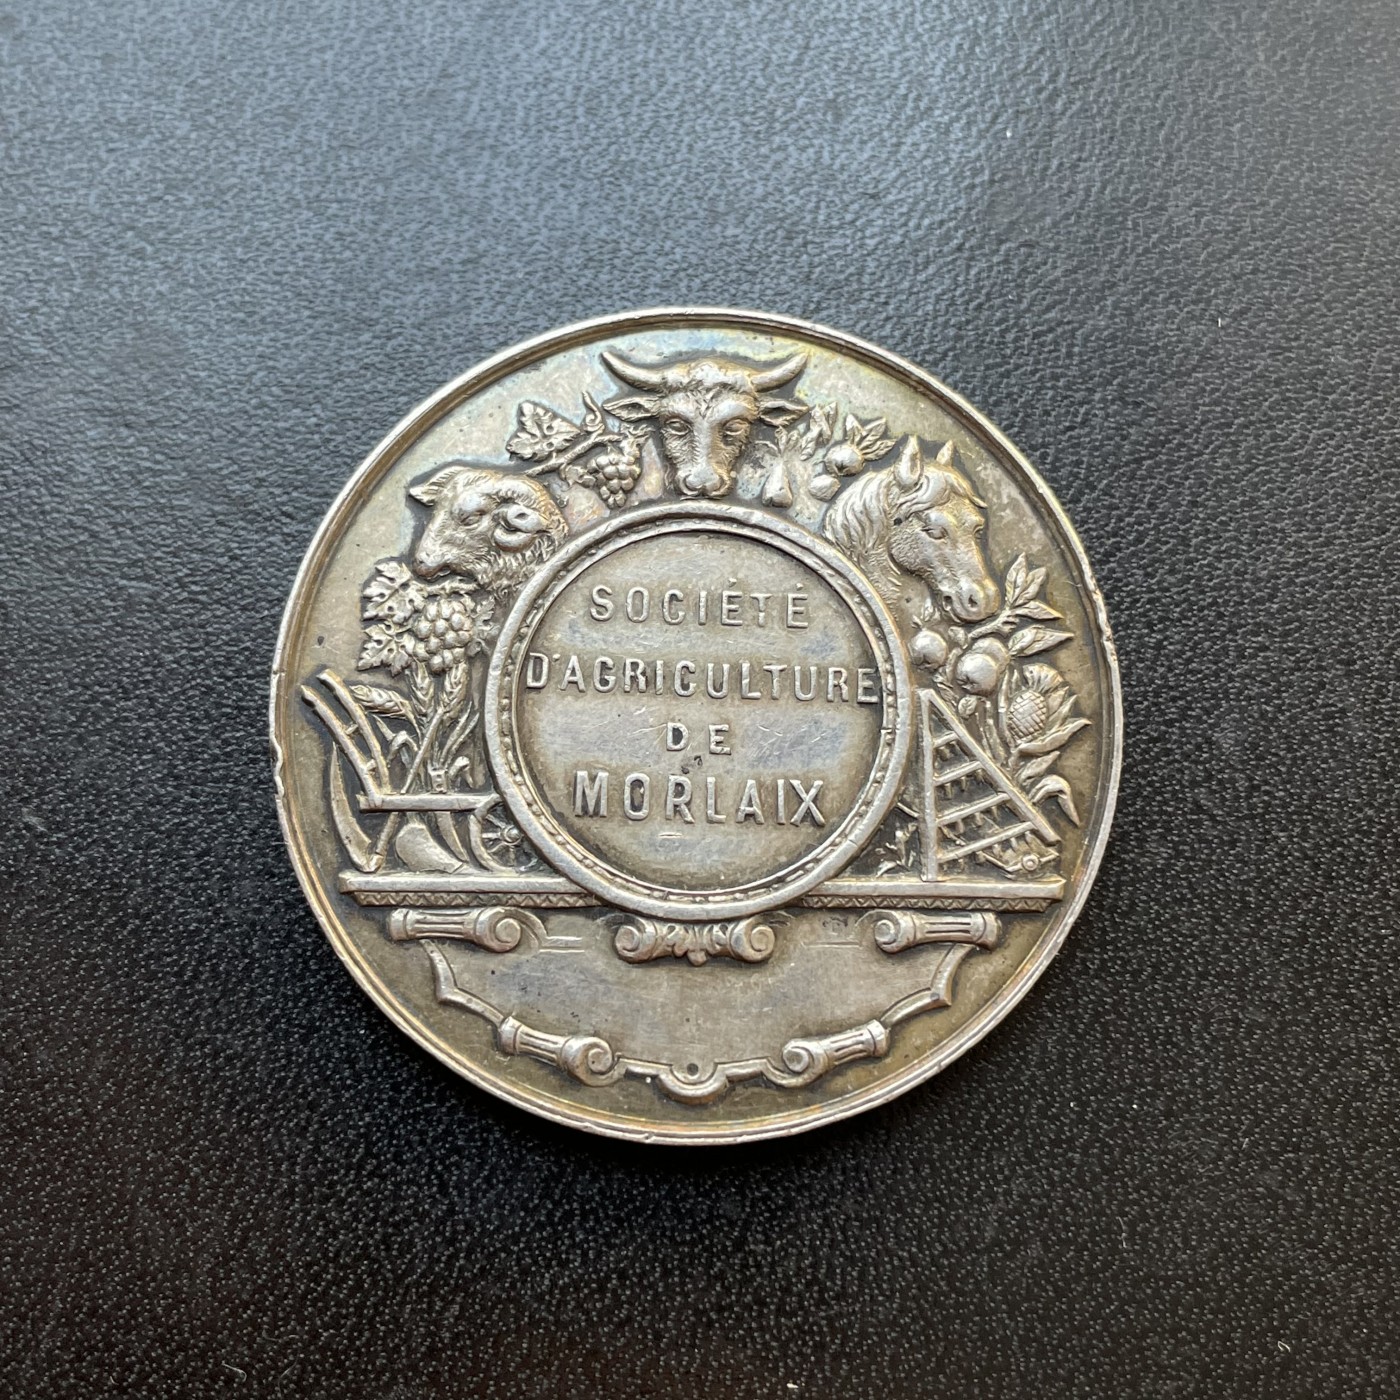 SOCIÉTÉ
D'AGRICULTURE
DE
MORLAIX